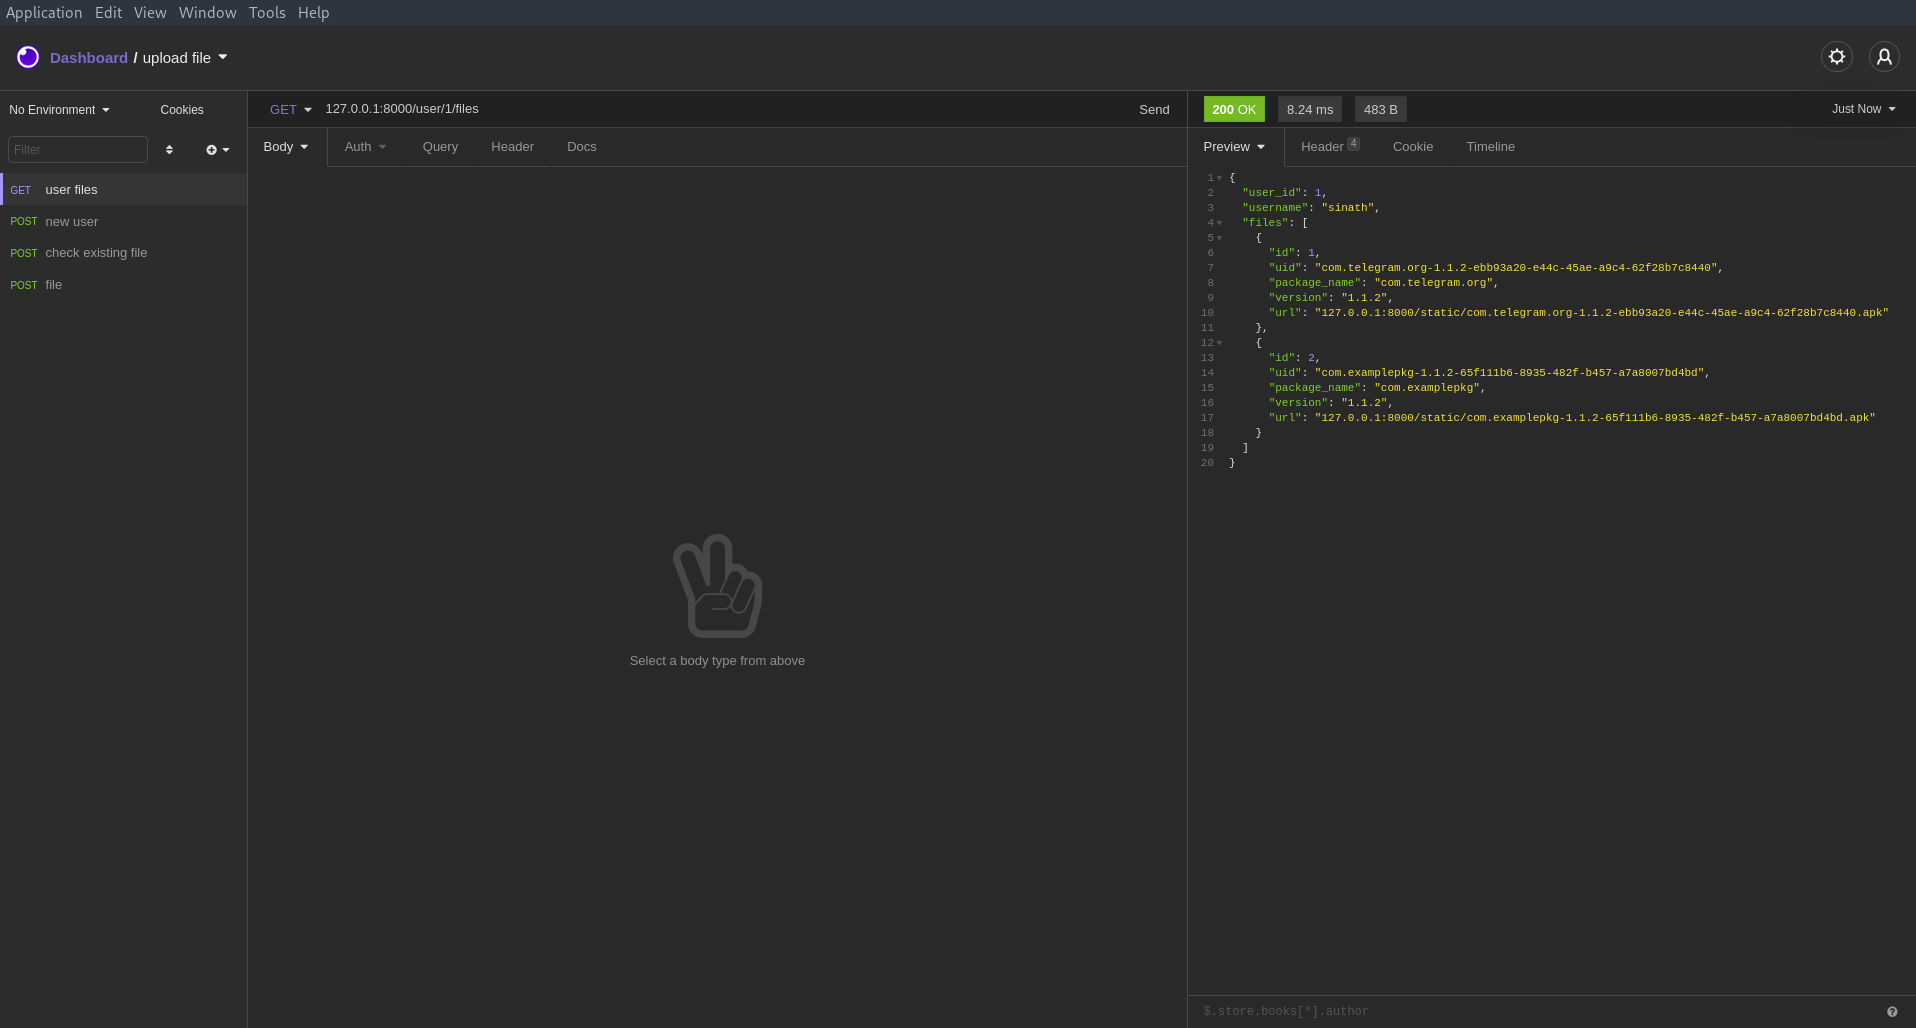 Application Edit View Window Tools Help
Dashboard / upload file
No Environment Cookies
Filter
GET user files
POST new user
POST check existing file
POST file
GET 127.0.0.1:8000/user/1/files Send
Body Auth Query Header Docs
Select a body type from above
200 OK 8.24 ms 483 B Just Now
Preview Header 4 Cookie Timeline
1 {
2 "user_id": 1,
3 "username": "sinath",
4 "files": [
5 {
6 "id": 1,
7 "uid": "com.telegram.org-1.1.2-ebb93a20-e44c-45ae-a9c4-62f28b7c8440",
8 "package_name": "com.telegram.org",
9 "version": "1.1.2",
10 "url": "127.0.0.1:8000/static/com.telegram.org-1.1.2-ebb93a20-e44c-45ae-a9c4-62f28b7c8440.apk"
11 },
12 {
13 "id": 2,
14 "uid": "com.examplepkg-1.1.2-65f111b6-8935-482f-b457-a7a8007bd4bd",
15 "package_name": "com.examplepkg",
16 "version": "1.1.2",
17 "url": "127.0.0.1:8000/static/com.examplepkg-1.1.2-65f111b6-8935-482f-b457-a7a8007bd4bd.apk"
18 }
19 ]
20 }
$.store.books[*].author